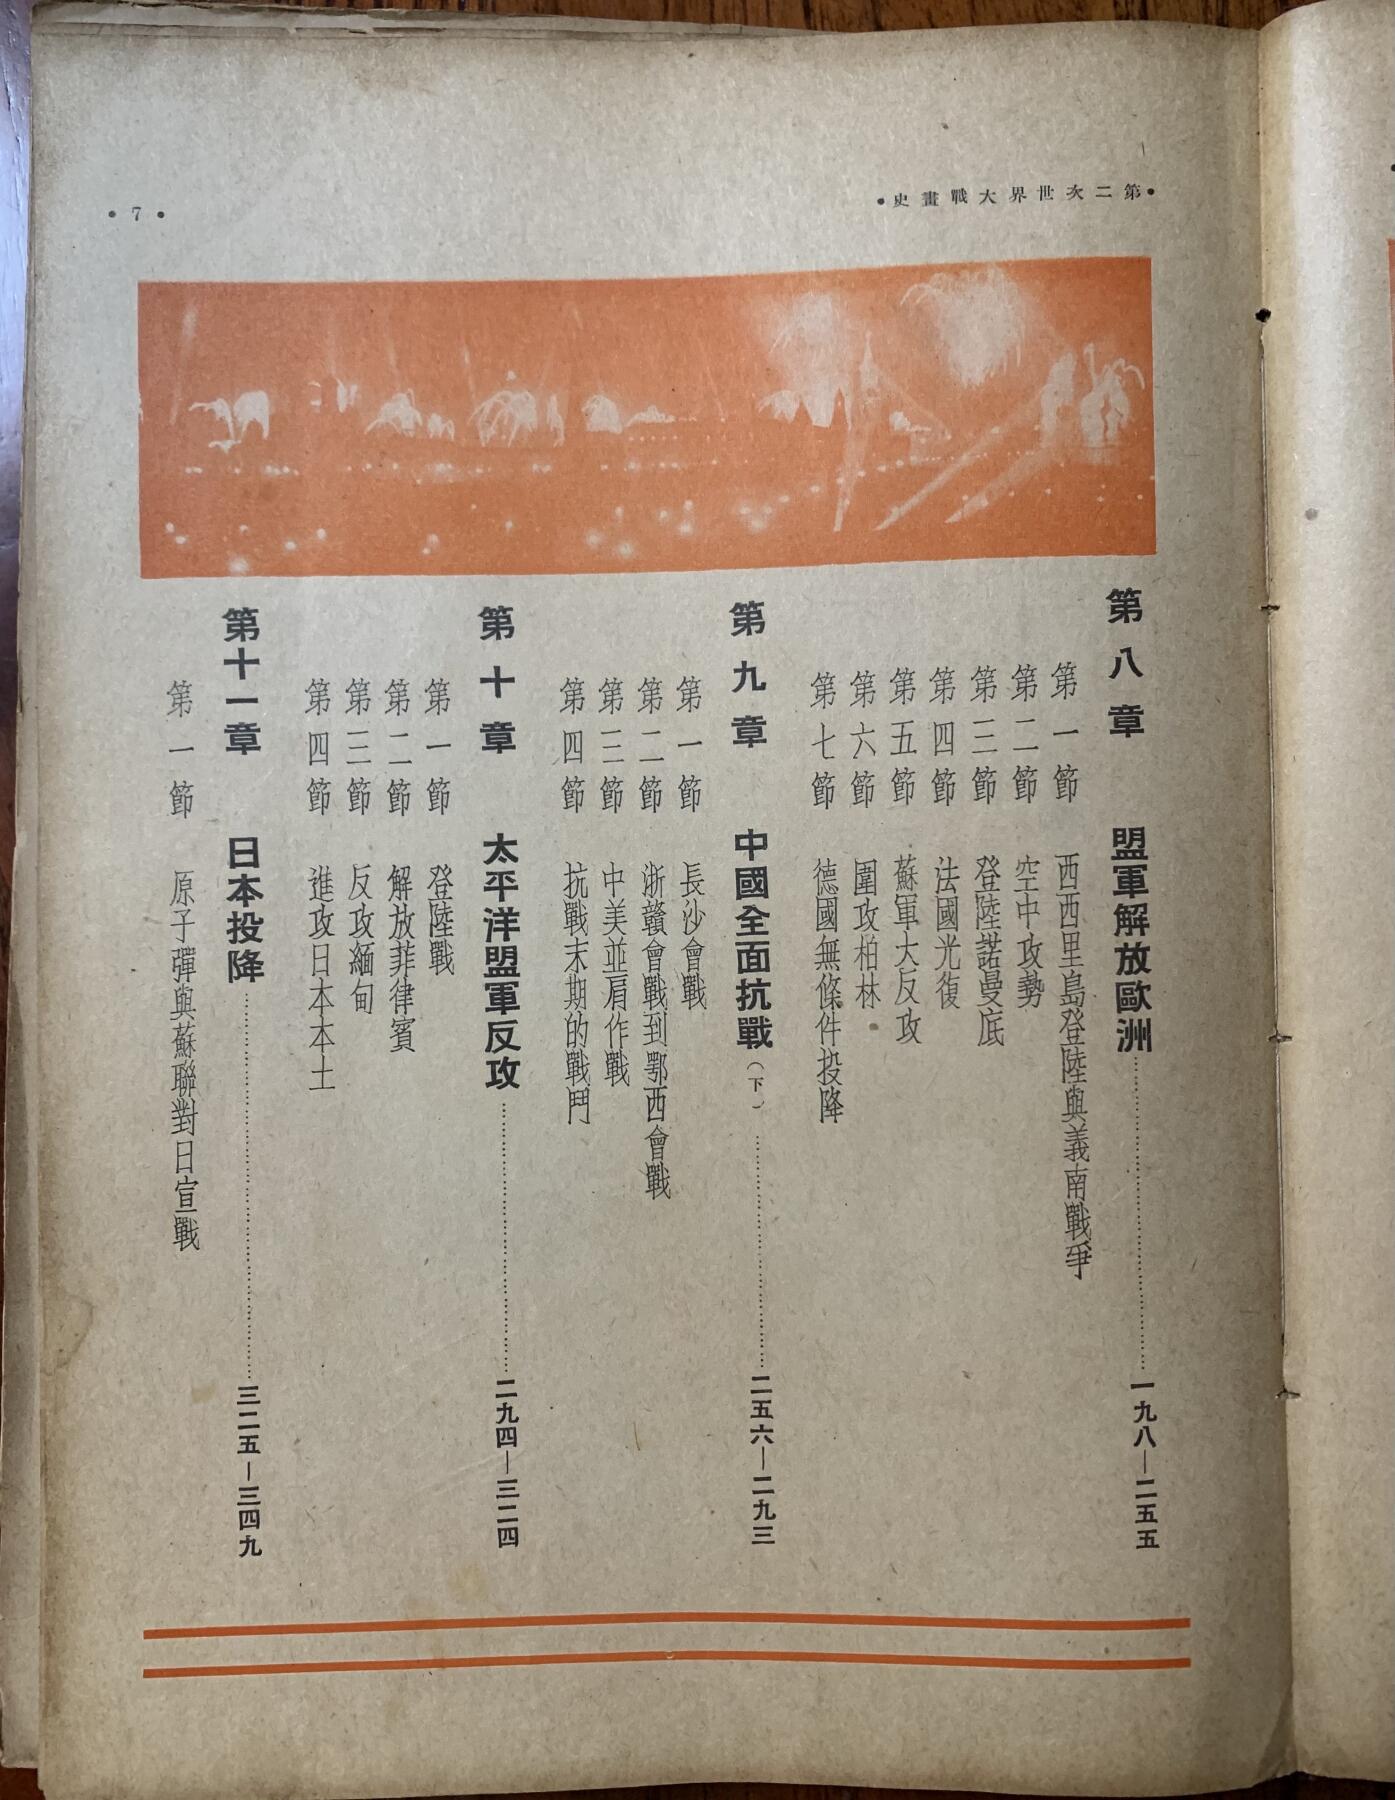 •第二次世界大戰畫史•
• 7 •
第八章 盟軍解放歐洲……一九八—二五五
第一節 西西里島登陸與義南戰爭
第二節 空中攻勢
第三節 登陸諾曼底
第四節 法國光復
第五節 蘇軍大反攻
第六節 圍攻柏林
第七節 德國無條件投降
第九章 中國全面抗戰(下)……二五六—二九三
第一節 長沙會戰
第二節 浙贛會戰到鄂西會戰
第三節 中美並肩作戰
第四節 抗戰末期的戰鬥
第十章 太平洋盟軍反攻……二九四—三二四
第一節 登陸戰
第二節 解放菲律賓
第三節 反攻緬甸
第四節 進攻日本本土
第十一章 日本投降……三二五—三四九
第一節 原子彈與蘇聯對日宣戰